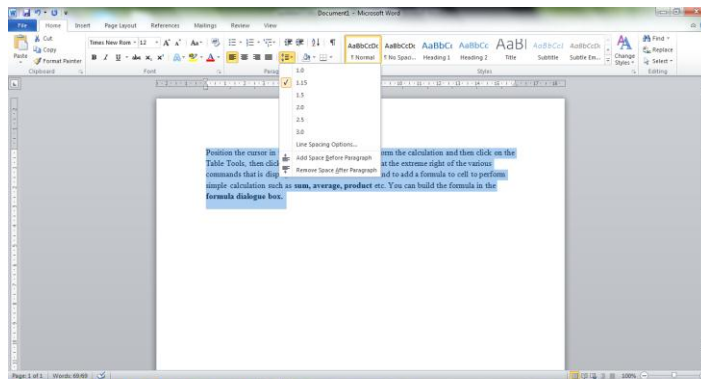 Document1 - Microsoft Word
File Home Insert Page Layout References Mailings Review View
Cut
Copy
Format Painter
Paste
Clipboard
Times New Rom 12
Font
Paragraph
AaBbCcDc AaBbCcDc AaBbCc AaBbCc AaBl AaBbCcI AaBbCcDc
¶ Normal ¶ No Spaci... Heading 1 Heading 2 Title Subtitle Subtle Em...
Change Styles
Styles
Find
Replace
Select
Editing
1.0
1.15
1.5
2.0
2.5
3.0
Line Spacing Options...
Add Space Before Paragraph
Remove Space After Paragraph
Position the cursor in form the calculation and then click on the
Table Tools, then click at the extreme right of the various
commands that is disp nd to add a formula to cell to perform
simple calculation such as sum, average, product etc. You can build the formula in the
formula dialogue box.
Page: 1 of 1 Words: 69/69
100%